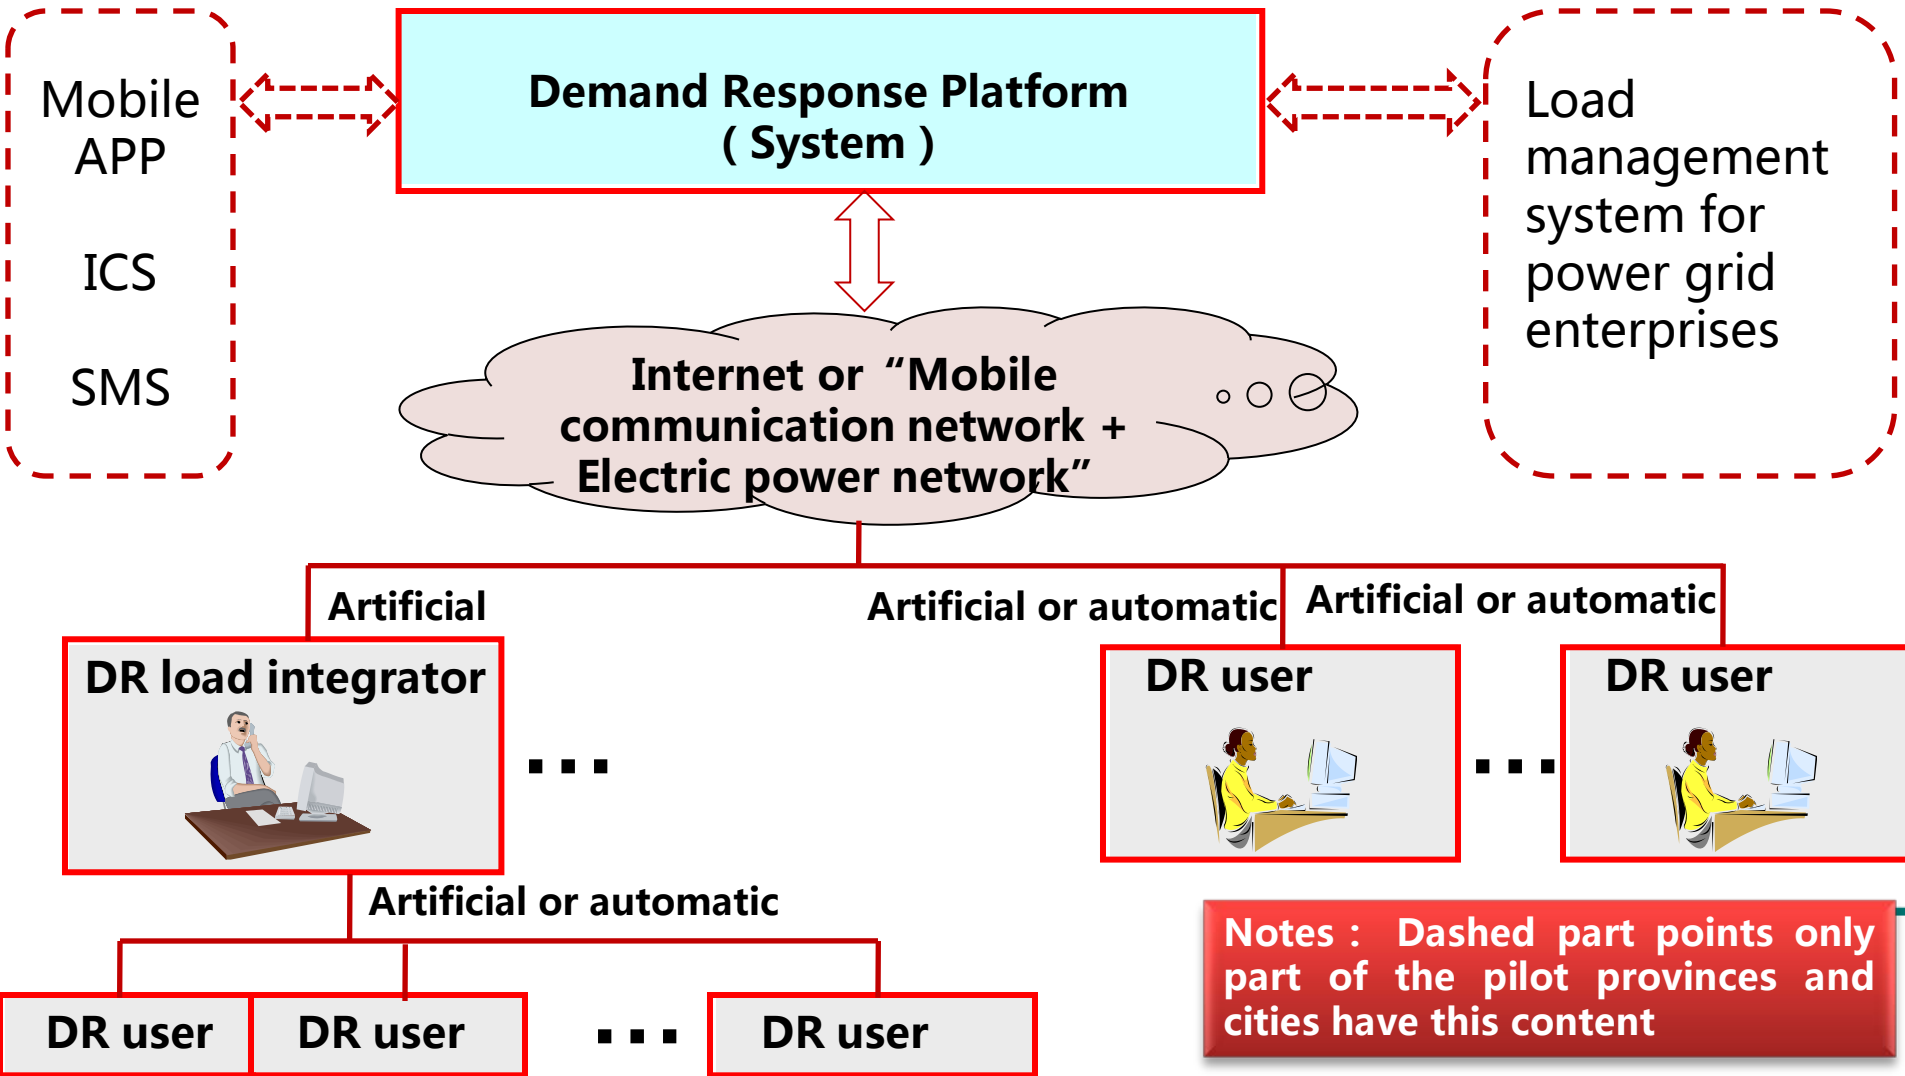 Mobile
APP
ICS
SMS
Demand Response Platform
( System )
Load
management
system for
power grid
enterprises
Internet or “Mobile
communication network +
Electric power network”
Artificial
Artificial or automatic
Artificial or automatic
DR load integrator
DR user
DR user
Artificial or automatic
DR user
DR user
DR user
Notes : Dashed part points only
part of the pilot provinces and
cities have this content